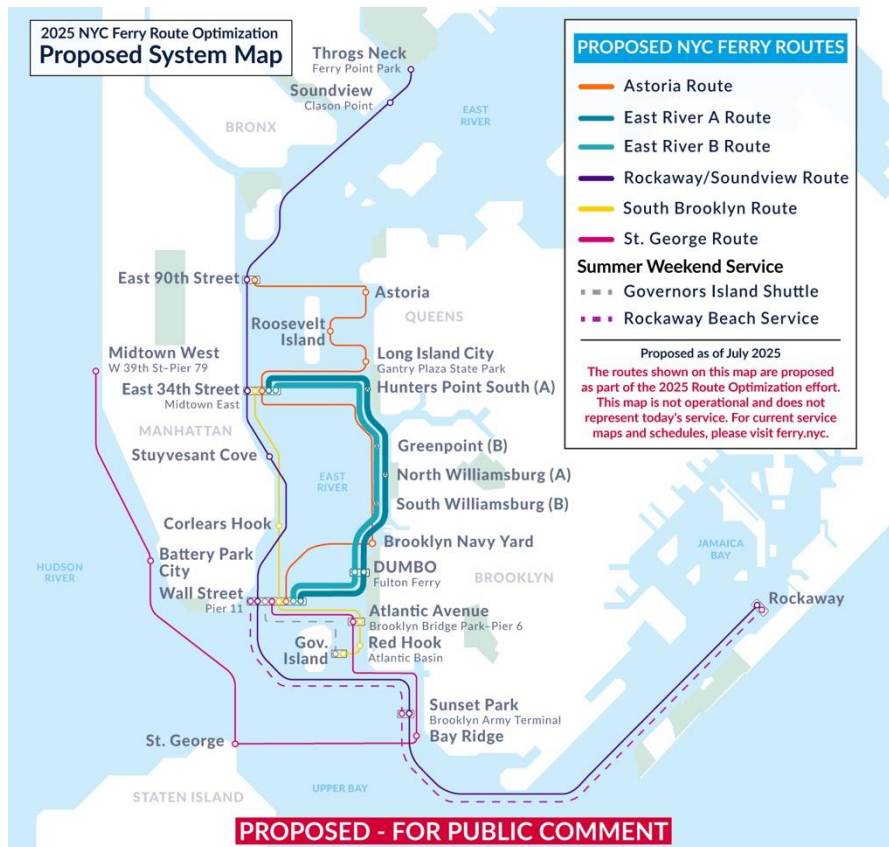 2025 NYC Ferry Route Optimization
Proposed System Map
Throgs Neck
Ferry Point Park
Soundview
Clason Point
EAST
RIVER
BRONX
East 90th Street
Astoria
QUEENS
Roosevelt
Island
Long Island City
Gantry Plaza State Park
Midtown West
W 39th St–Pier 79
East 34th Street
Midtown East
Hunters Point South (A)
MANHATTAN
Stuyvesant Cove
Greenpoint (B)
EAST
RIVER
North Williamsburg (A)
South Williamsburg (B)
Corlears Hook
Brooklyn Navy Yard
HUDSON
RIVER
Battery Park
City
DUMBO
Fulton Ferry
BROOKLYN
JAMAICA
BAY
Wall Street
Pier 11
Atlantic Avenue
Brooklyn Bridge Park–Pier 6
Rockaway
Gov.
Island
Red Hook
Atlantic Basin
Sunset Park
Brooklyn Army Terminal
Bay Ridge
St. George
UPPER BAY
STATEN ISLAND
PROPOSED - FOR PUBLIC COMMENT
PROPOSED NYC FERRY ROUTES
Astoria Route
East River A Route
East River B Route
Rockaway/Soundview Route
South Brooklyn Route
St. George Route
Summer Weekend Service
Governors Island Shuttle
Rockaway Beach Service
Proposed as of July 2025
The routes shown on this map are proposed
as part of the 2025 Route Optimization effort.
This map is not operational and does not
represent today's service. For current service
maps and schedules, please visit ferry.nyc.